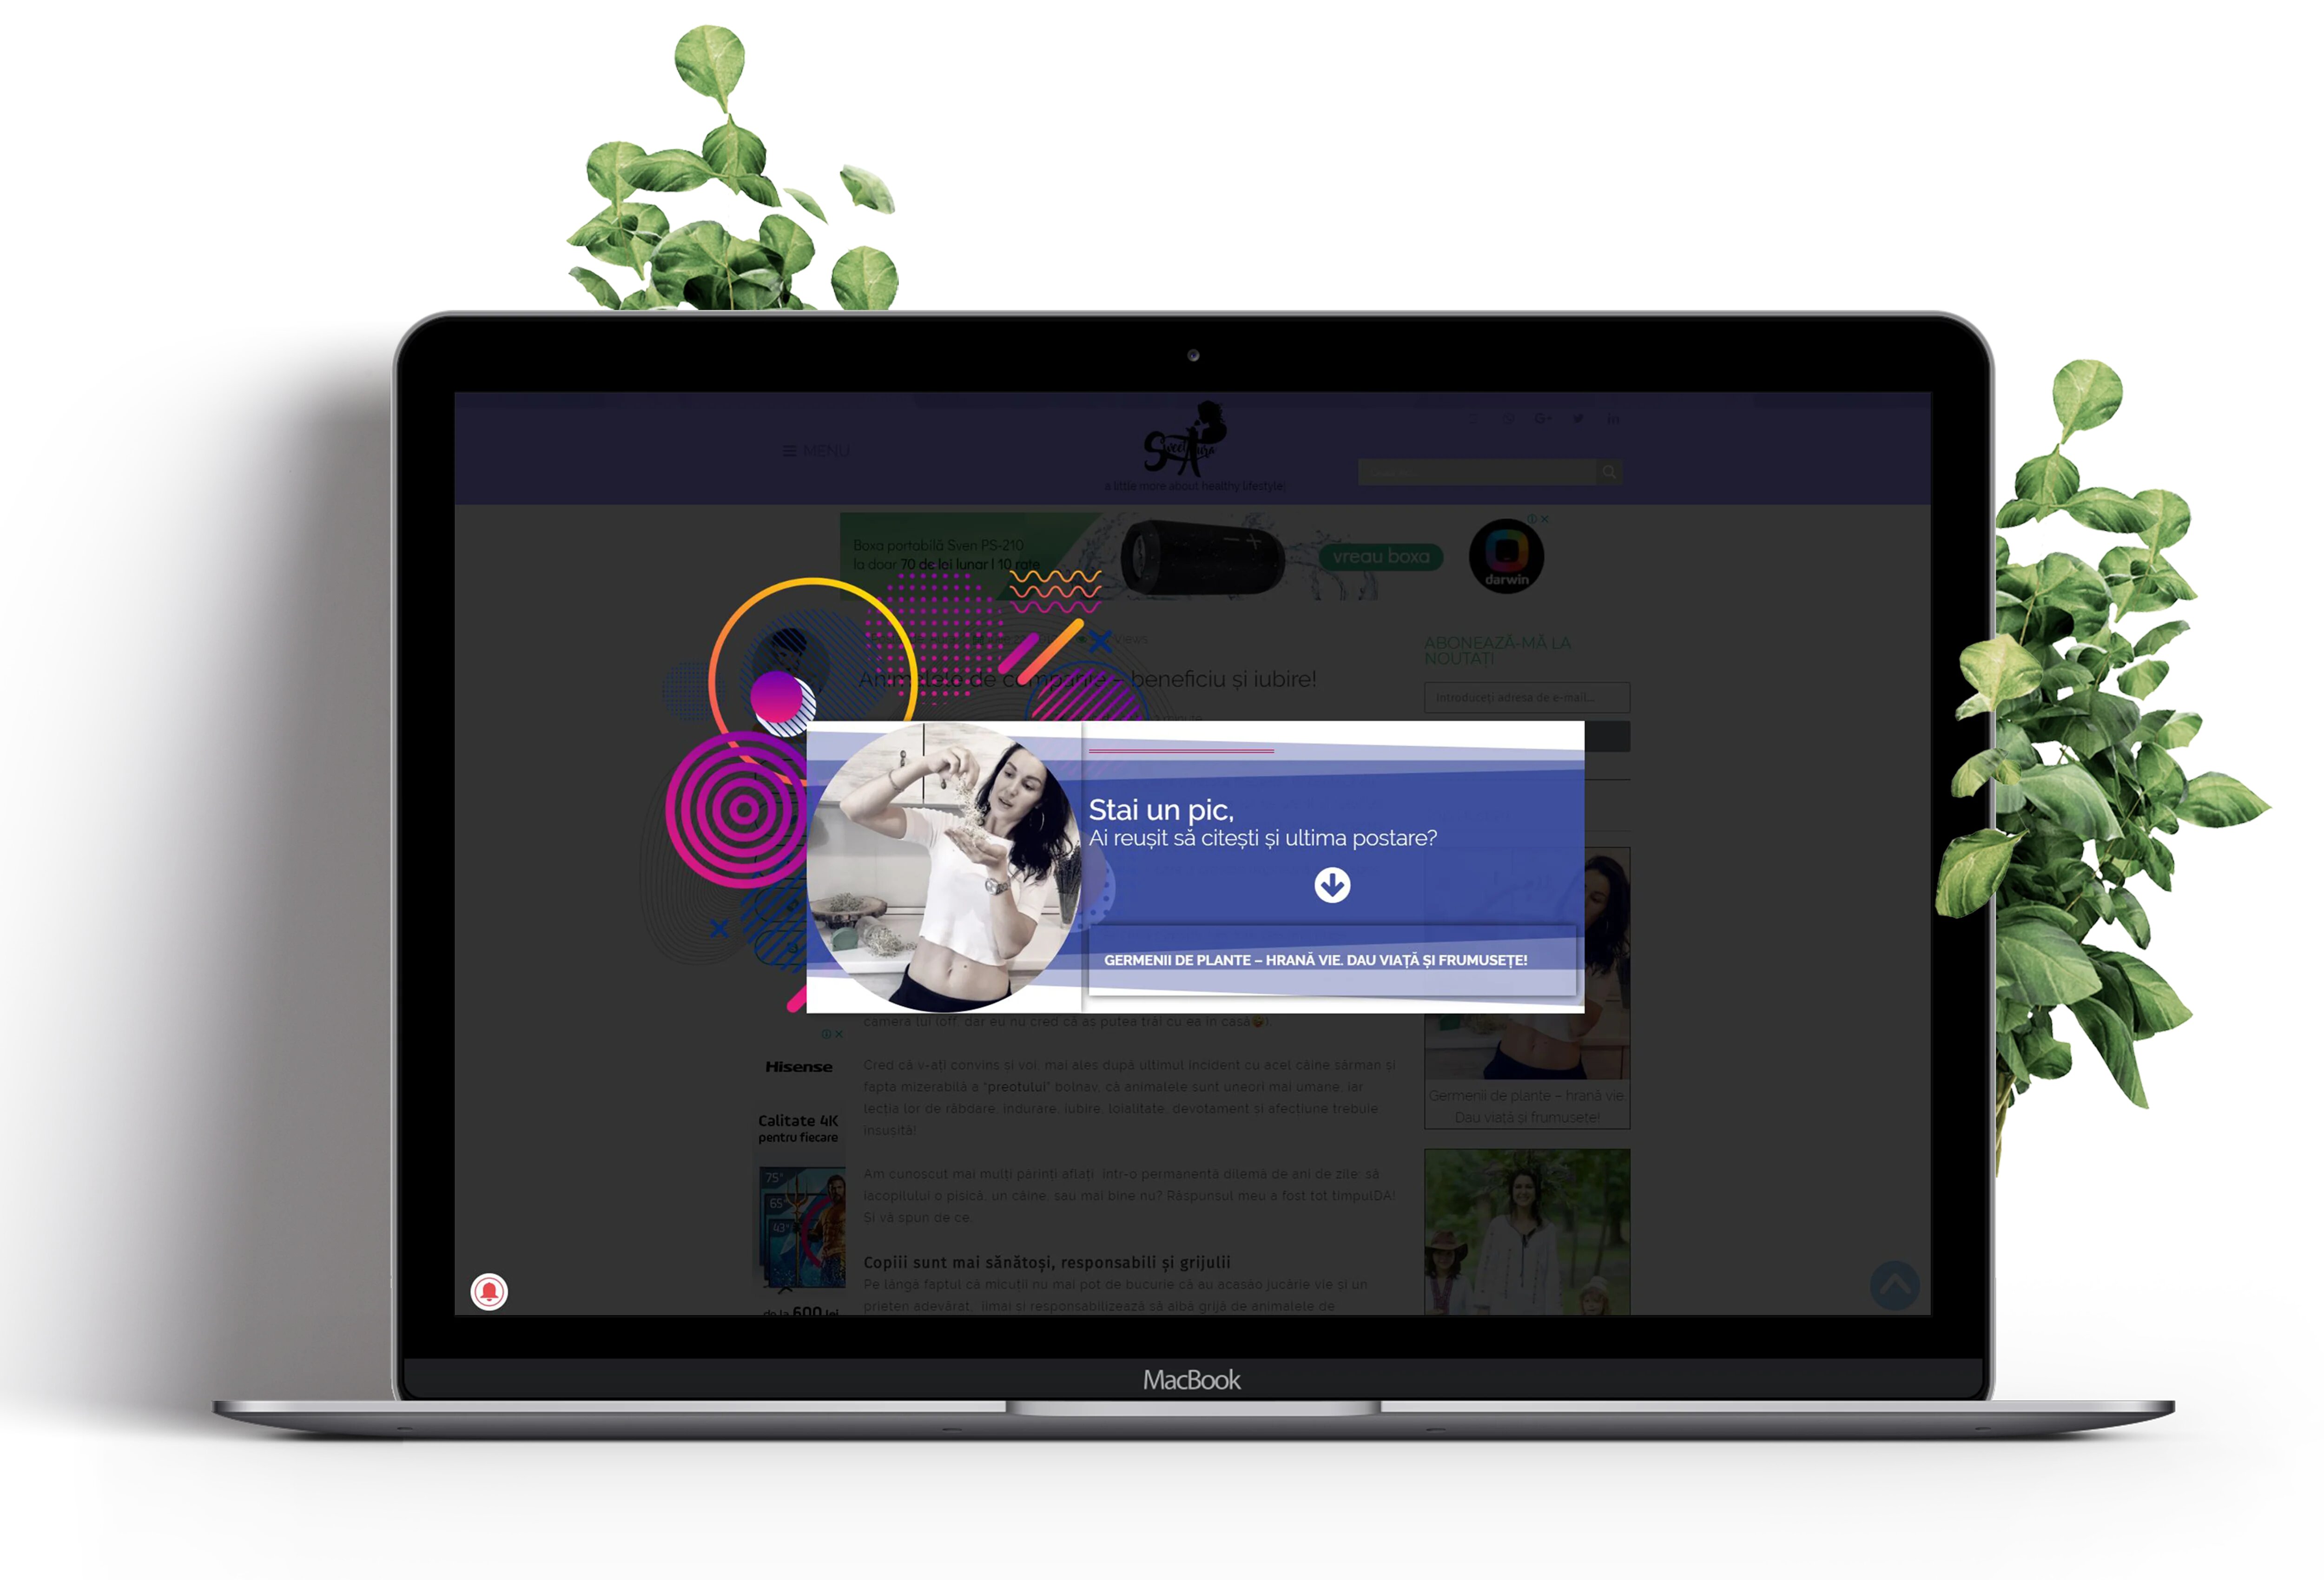 MENU
Sweet
a little more about healthy lifestyle
Boxa portabilă Sven PS-210
la doar 70 de lei lunar | 10 rate
vreau boxa
darwin
Views
Animalele de companie – beneficiu și iubire!
ABONEAZĂ-MĂ LA
NOUTĂȚI
Introduceți adresa de e-mail...
Stai un pic,
Ai reușit să citești și ultima postare?
GERMENII DE PLANTE – HRANĂ VIE. DAU VIAȚĂ ȘI FRUMUSEȚE!
camera lui Ioff, dar eu nu cred că aș putea trăi cu ea în casă😜).
Hisense
Calitate 4K
pentru fiecare
75"
65"
43"
de la 600 lei
Cred că v-ați convins și voi, mai ales după ultimul incident cu acel câine sărman și
fapta mizerabilă a "preotului" bolnav, că animalele sunt uneori mai umane, iar
lecția lor de răbdare, îndurare, iubire, loialitate, devotament și afecțiune trebuie
însușită!
Am cunoscut mai mulți părinți aflați într-o permanentă dilemă de ani de zile: să
iacopilului o pisică, un câine, sau mai bine nu? Răspunsul meu a fost tot timpulDA!
Și vă spun de ce.
Copiii sunt mai sănătoși, responsabili și grijulii
Pe lângă faptul că micuții nu mai pot de bucurie că au acasăo jucărie vie și un
prieten adevărat, îimai și responsabilizează să aibă grijă de animalele de
Germenii de plante – hrană vie.
Dau viață și frumusețe!
MacBook